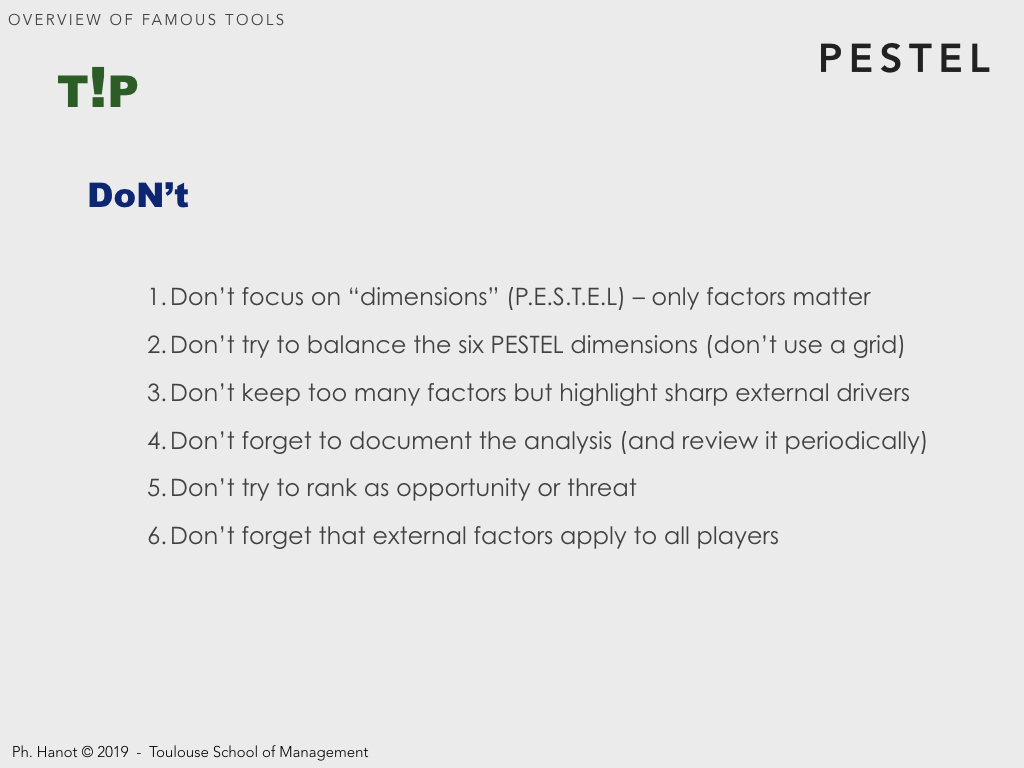 OVERVIEW OF FAMOUS TOOLS
PESTEL
T!P
DoN’t
1. Don’t focus on “dimensions” (P.E.S.T.E.L) – only factors matter
2. Don’t try to balance the six PESTEL dimensions (don’t use a grid)
3. Don’t keep too many factors but highlight sharp external drivers
4. Don’t forget to document the analysis (and review it periodically)
5. Don’t try to rank as opportunity or threat
6. Don’t forget that external factors apply to all players
Ph. Hanot © 2019 - Toulouse School of Management